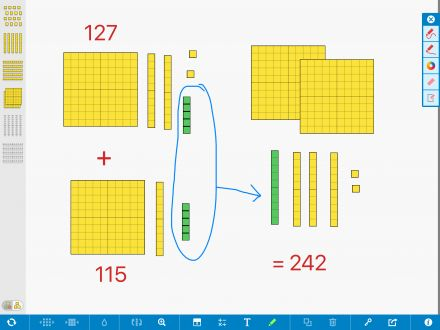 127
+
115
= 242